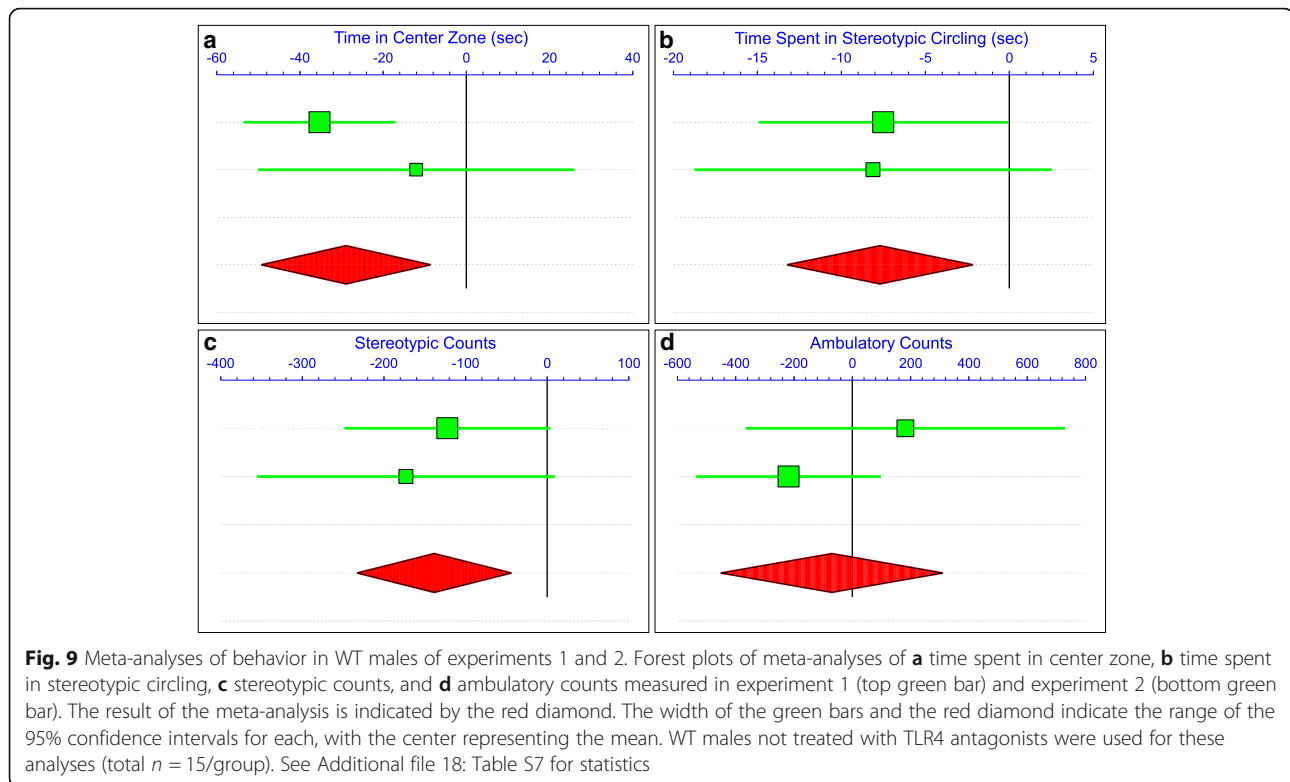 a
Time in Center Zone (sec)
-60 -40 -20 0 20 40
b
Time Spent in Stereotypic Circling (sec)
-20 -15 -10 -5 0 5
c
Stereotypic Counts
-400 -300 -200 -100 0 100
d
Ambulatory Counts
-600 -400 -200 0 200 400 600 800
Fig. 9 Meta-analyses of behavior in WT males of experiments 1 and 2. Forest plots of meta-analyses of a time spent in center zone, b time spent
in stereotypic circling, c stereotypic counts, and d ambulatory counts measured in experiment 1 (top green bar) and experiment 2 (bottom green
bar). The result of the meta-analysis is indicated by the red diamond. The width of the green bars and the red diamond indicate the range of the
95% confidence intervals for each, with the center representing the mean. WT males not treated with TLR4 antagonists were used for these
analyses (total n = 15/group). See Additional file 18: Table S7 for statistics